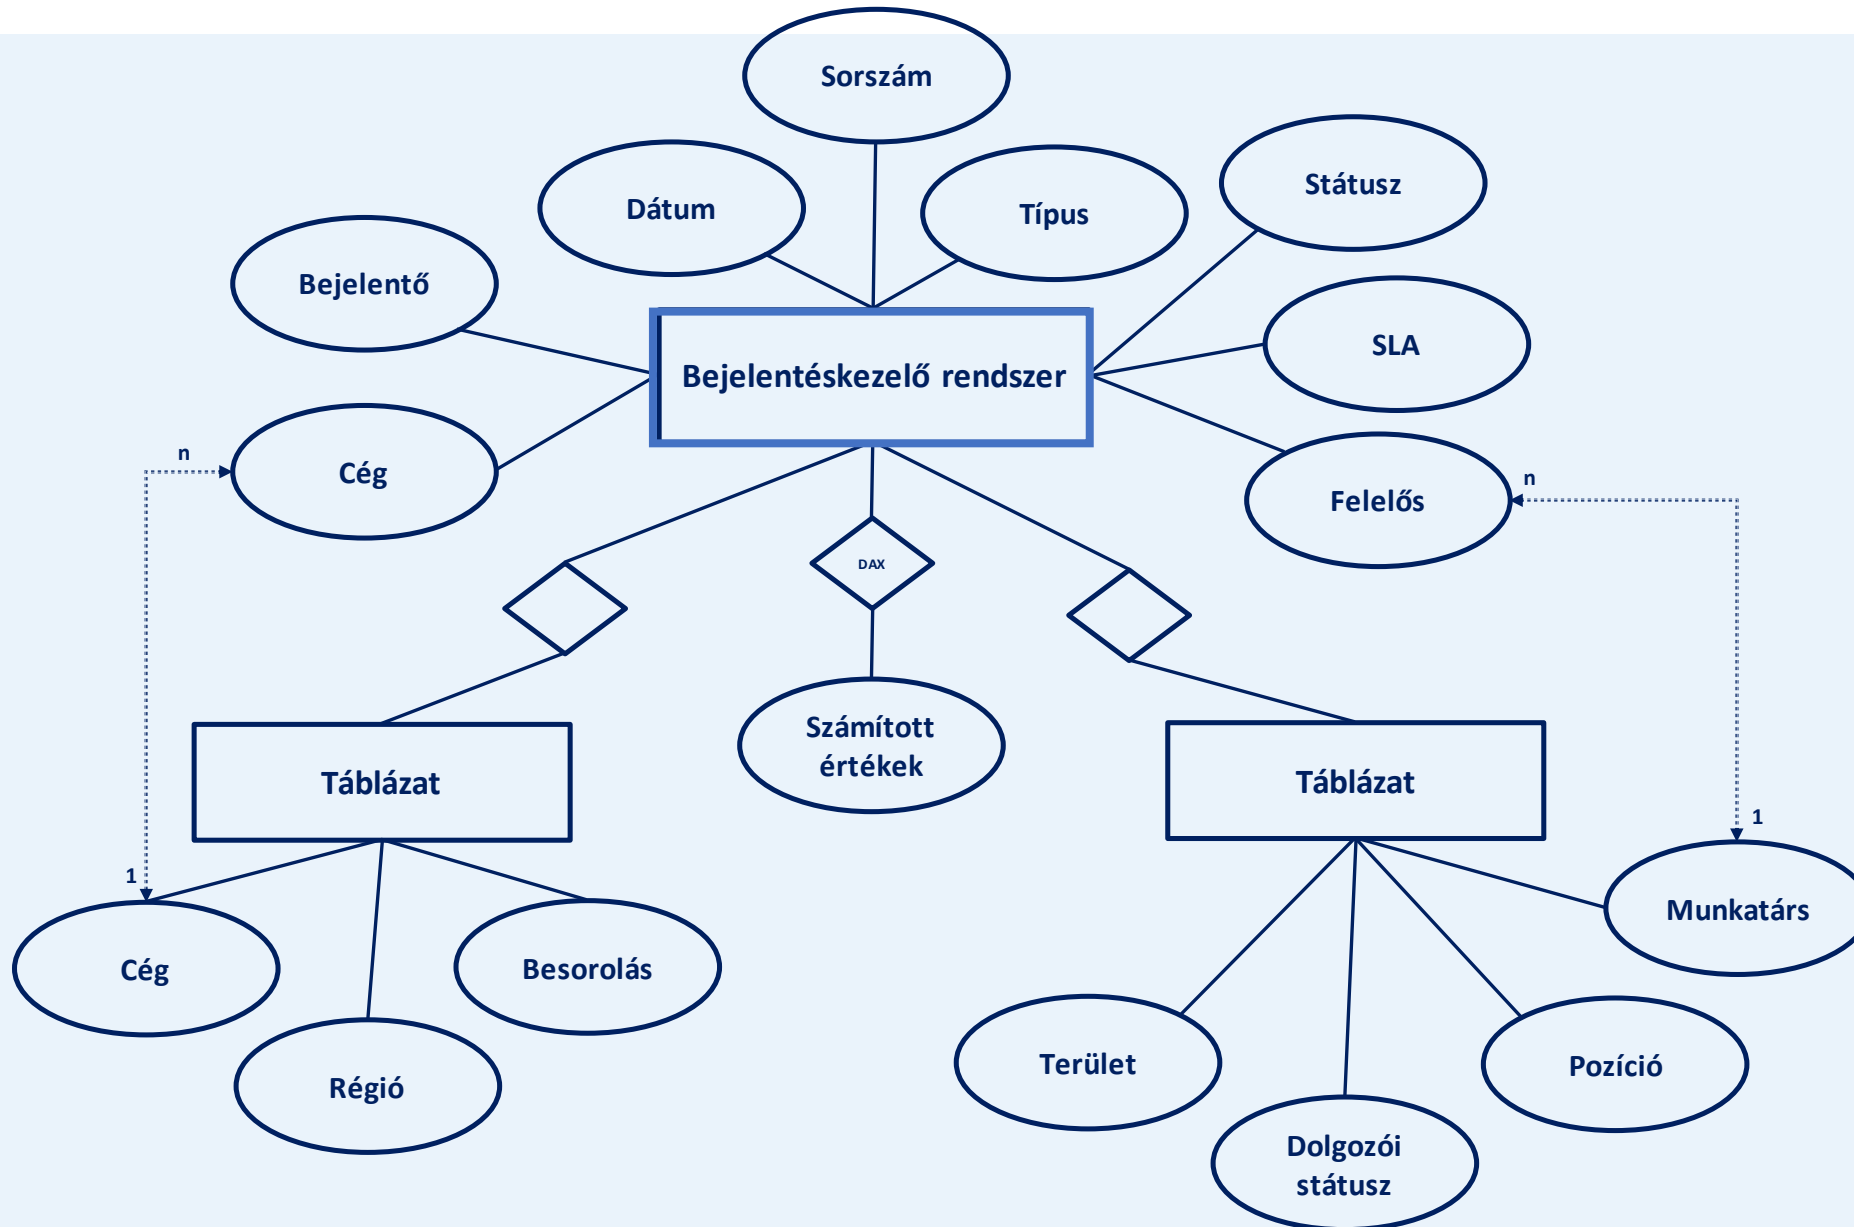 Sorszám
Státusz
Dátum
Típus
Bejelentő
SLA
Bejelentéskezelő rendszer
n
Cég
n
Felelős
DAX
Számított
értékek
Táblázat
Táblázat
1
1
Cég
Besorolás
Munkatárs
Régió
Terület
Pozíció
Dolgozói
státusz